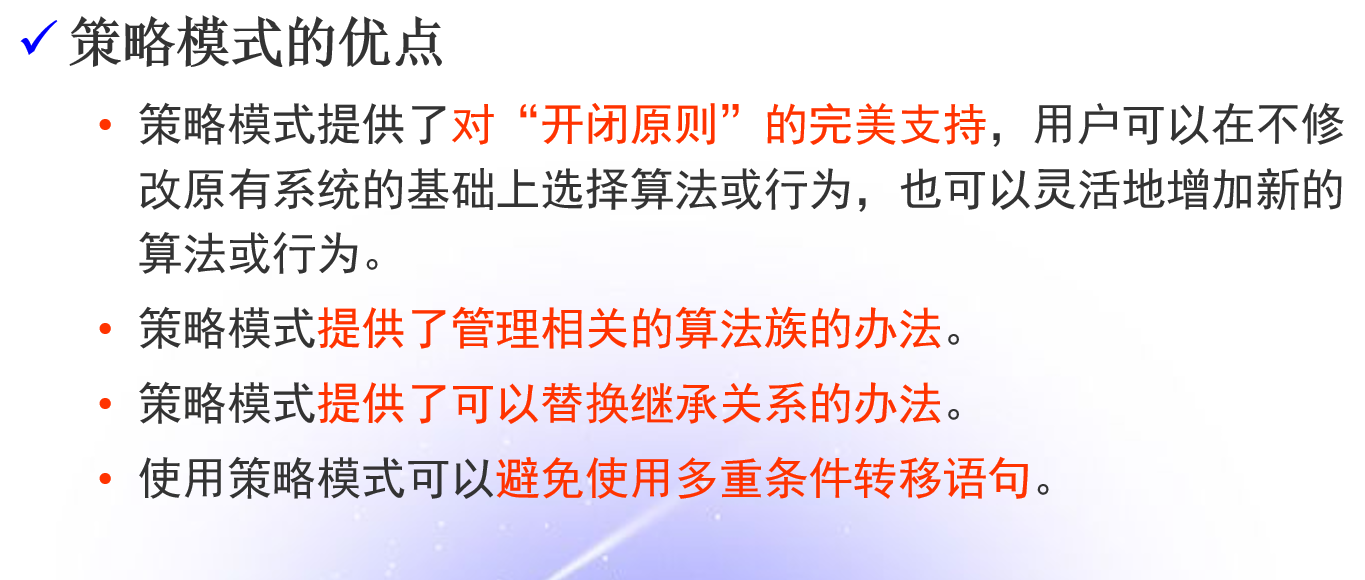 ✓ 策略模式的优点
• 策略模式提供了对“开闭原则”的完美支持，用户可以在不修
改原有系统的基础上选择算法或行为，也可以灵活地增加新的
算法或行为。
• 策略模式提供了管理相关的算法族的办法。
• 策略模式提供了可以替换继承关系的办法。
• 使用策略模式可以避免使用多重条件转移语句。